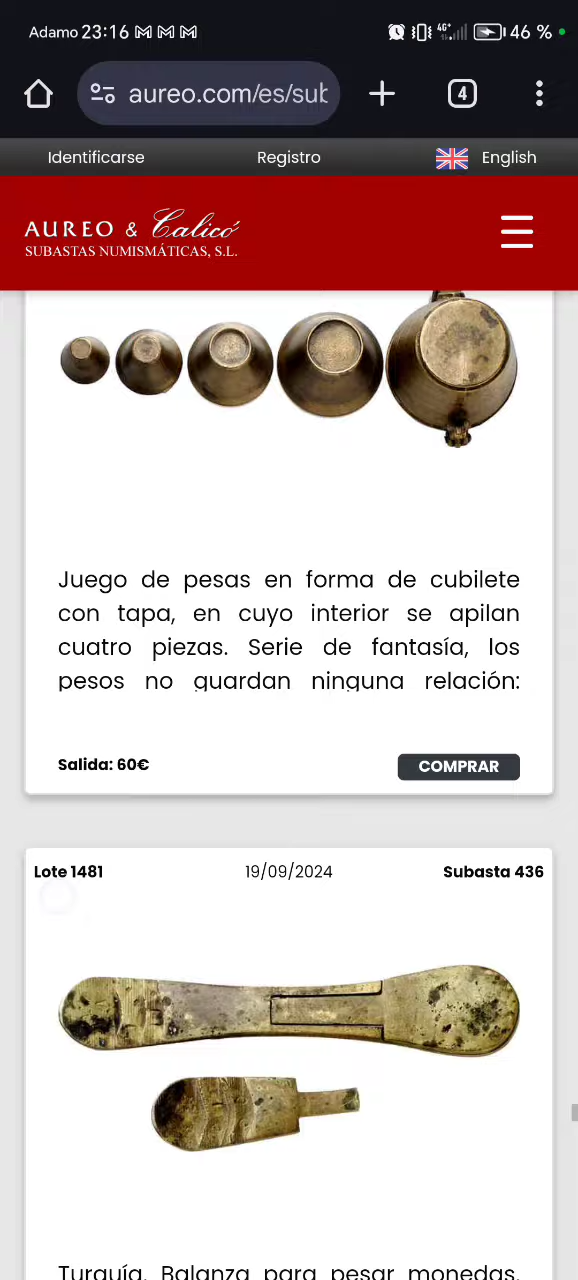 Adamo 23:16 46 %
aureo.com/es/sub 4
Identificarse Registro English
AUREO & Calicó
SUBASTAS NUMISMÁTICAS, S.L.
Juego de pesas en forma de cubilete
con tapa, en cuyo interior se apilan
cuatro piezas. Serie de fantasía, los
pesos no guardan ninguna relación:
Salida: 60€ COMPRAR
Lote 1481 19/09/2024 Subasta 436
Turquía. Balanza para pesar monedas.